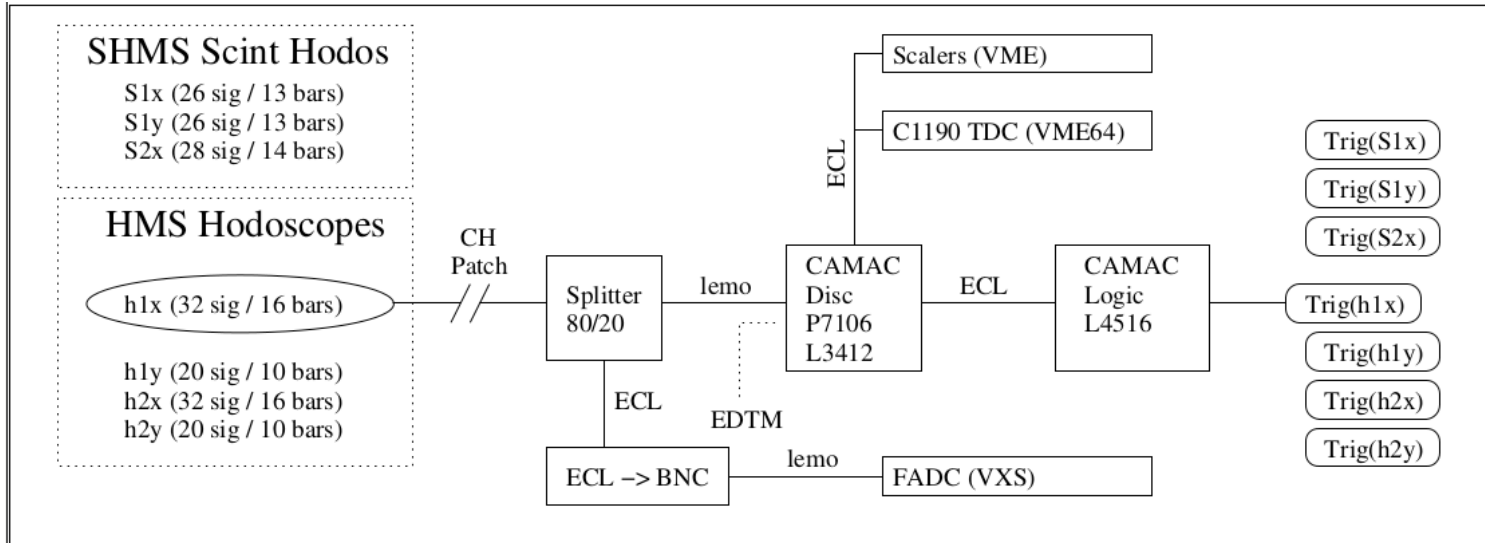 SHMS Scint Hodos
S1x (26 sig / 13 bars)
S1y (26 sig / 13 bars)
S2x (28 sig / 14 bars)
HMS Hodoscopes
h1x (32 sig / 16 bars)
h1y (20 sig / 10 bars)
h2x (32 sig / 16 bars)
h2y (20 sig / 10 bars)
CH
Patch
Splitter
80/20
lemo
ECL
ECL −> BNC
lemo
FADC (VXS)
EDTM
CAMAC
Disc
P7106
L3412
ECL
Scalers (VME)
C1190 TDC (VME64)
ECL
CAMAC
Logic
L4516
Trig(S1x)
Trig(S1y)
Trig(S2x)
Trig(h1x)
Trig(h1y)
Trig(h2x)
Trig(h2y)